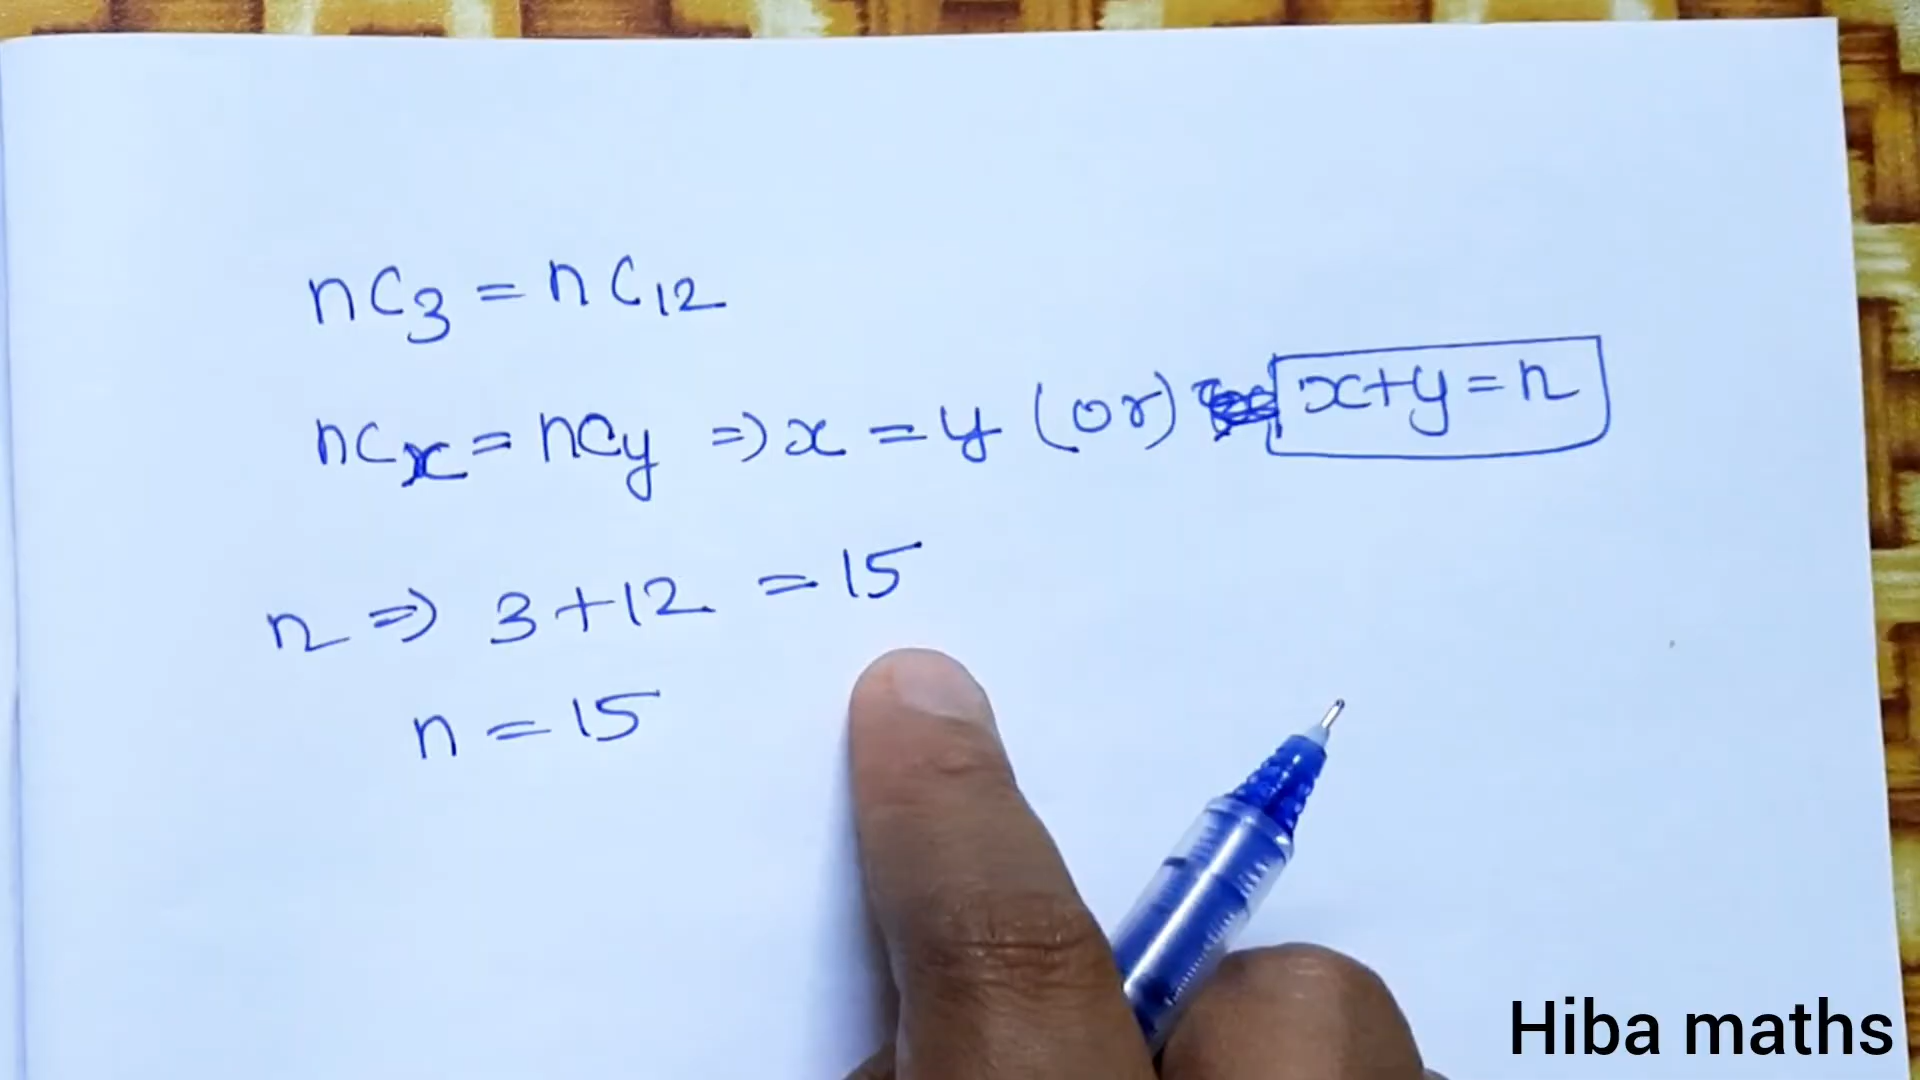 nC3 = nC12
nCx = nCy => x = y (or) x+y = n
n => 3+12 = 15
n = 15
Hiba maths